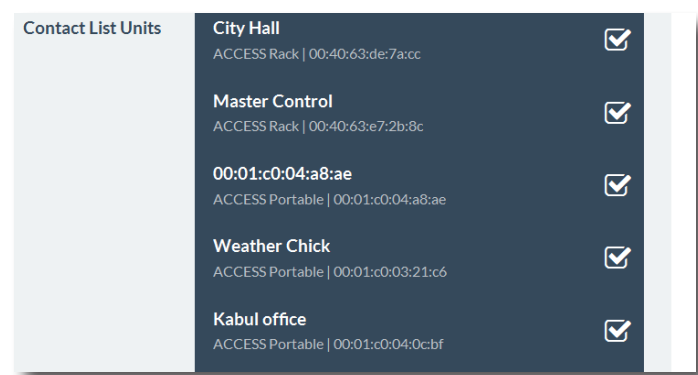 Contact List Units
City Hall
ACCESS Rack | 00:40:63:de:7a:cc
Master Control
ACCESS Rack | 00:40:63:e7:2b:8c
00:01:c0:04:a8:ae
ACCESS Portable | 00:01:c0:04:a8:ae
Weather Chick
ACCESS Portable | 00:01:c0:03:21:c6
Kabul office
ACCESS Portable | 00:01:c0:04:0c:bf